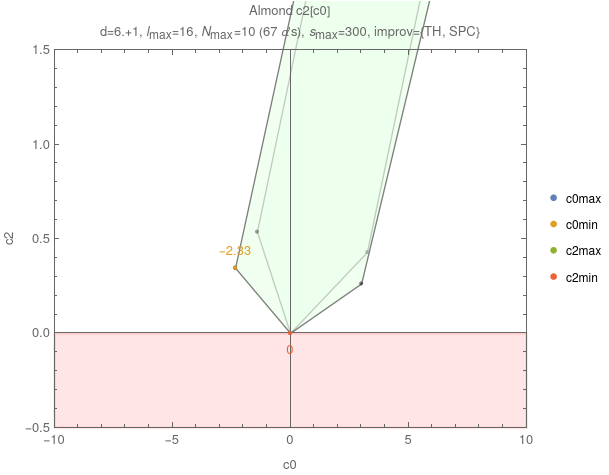 Almond c2[c0]
d=6.+1, lmax=16, Nmax=10 (67 α's), smax=300, improv={TH, SPC}
1.5
1.0
c2
0.5
−2.33
0.0
0
−0.5
−10
−5
0
5
10
c0
c0max
c0min
c2max
c2min